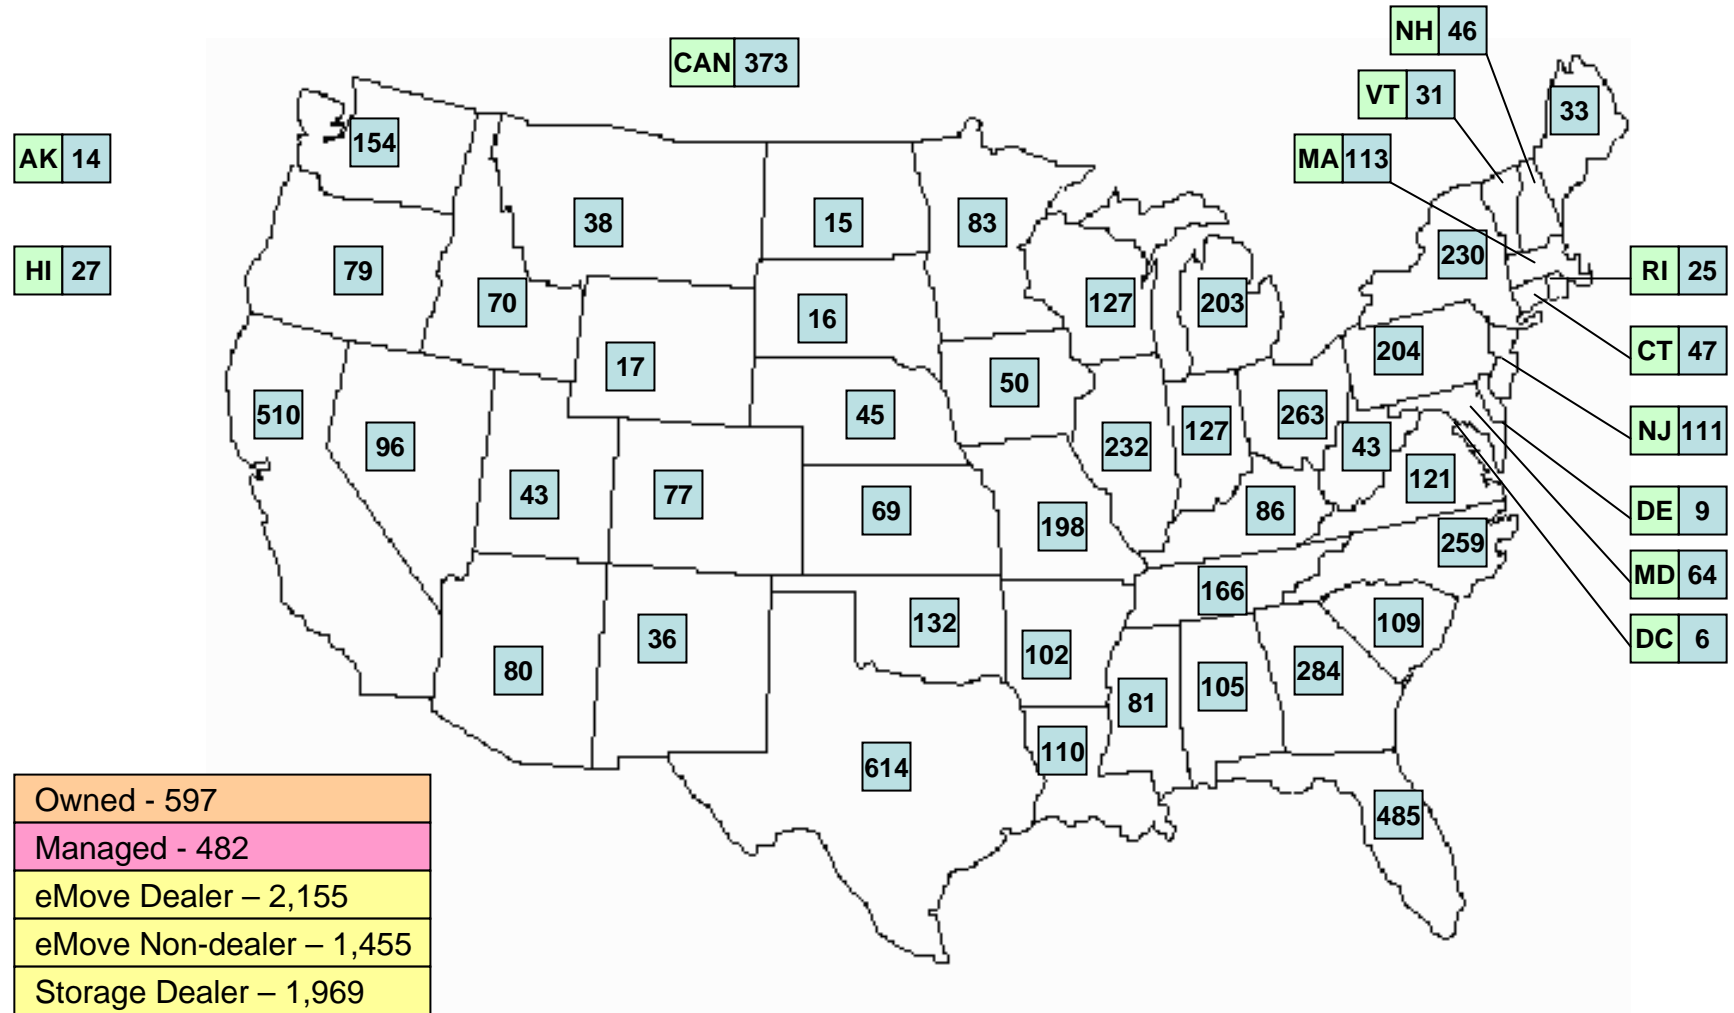 NH 46
CAN 373
VT 31
33
154
MA 113
AK 14
38
15
83
230
HI 27
79
RI 25
70
127
203
16
204
CT 47
17
50
510
45
263
NJ 111
96
232
127
43
121
43
77
69
198
86
DE 9
259
MD 64
166
132
109
DC 6
36
102
80
284
105
81
110
614
485
Owned - 597
Managed - 482
eMove Dealer – 2,155
eMove Non-dealer – 1,455
Storage Dealer – 1,969